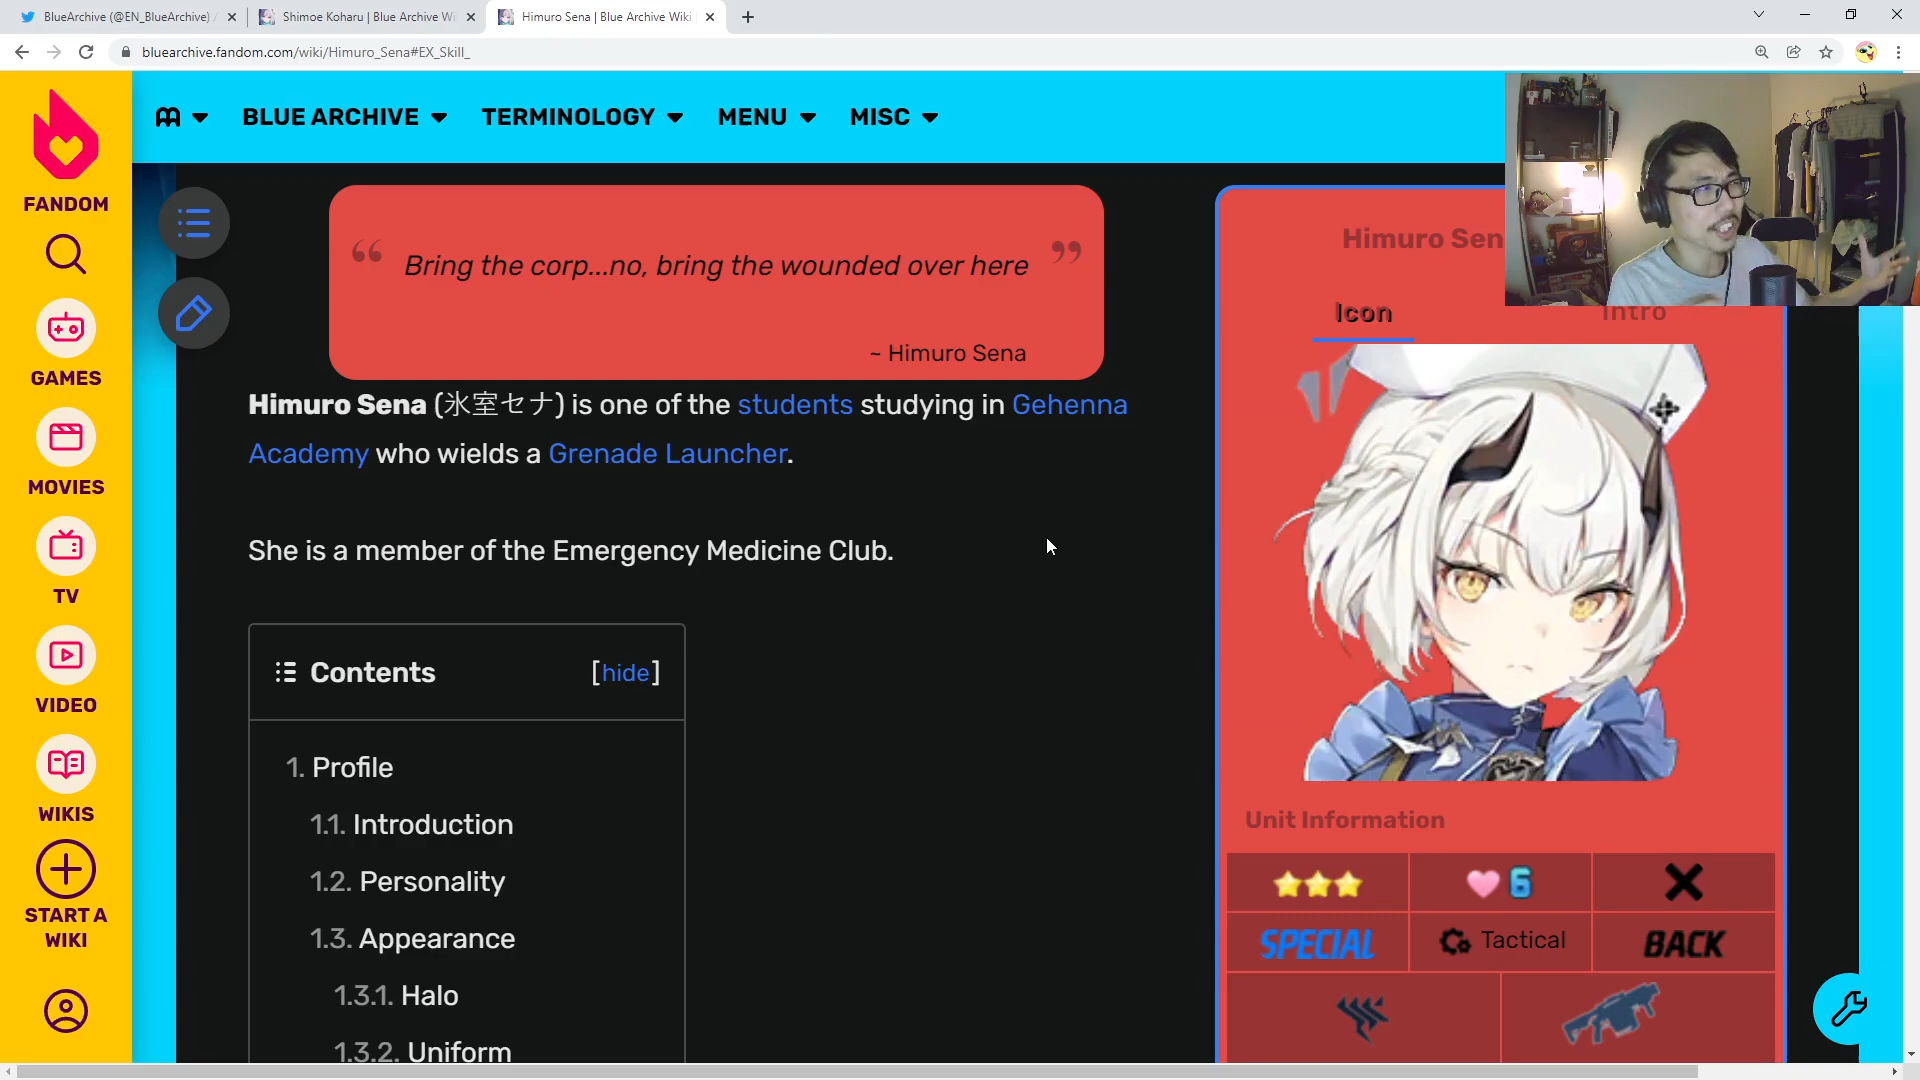 BlueArchive (@EN_BlueArchive) /
Shimoe Koharu | Blue Archive Wi
Himuro Sena | Blue Archive Wiki
bluearchive.fandom.com/wiki/Himuro_Sena#EX_Skill_
FANDOM
GAMES
MOVIES
TV
VIDEO
WIKIS
START A
WIKI
BLUE ARCHIVE
TERMINOLOGY
MENU
MISC
“ Bring the corp...no, bring the wounded over here ”
~ Himuro Sena
Himuro Sena (氷室セナ) is one of the students studying in Gehenna
Academy who wields a Grenade Launcher.
She is a member of the Emergency Medicine Club.
Contents [hide]
1. Profile
1.1. Introduction
1.2. Personality
1.3. Appearance
1.3.1. Halo
1.3.2. Uniform
Himuro Sen
Icon
Intro
Unit Information
6
SPECIAL
Tactical
BACK